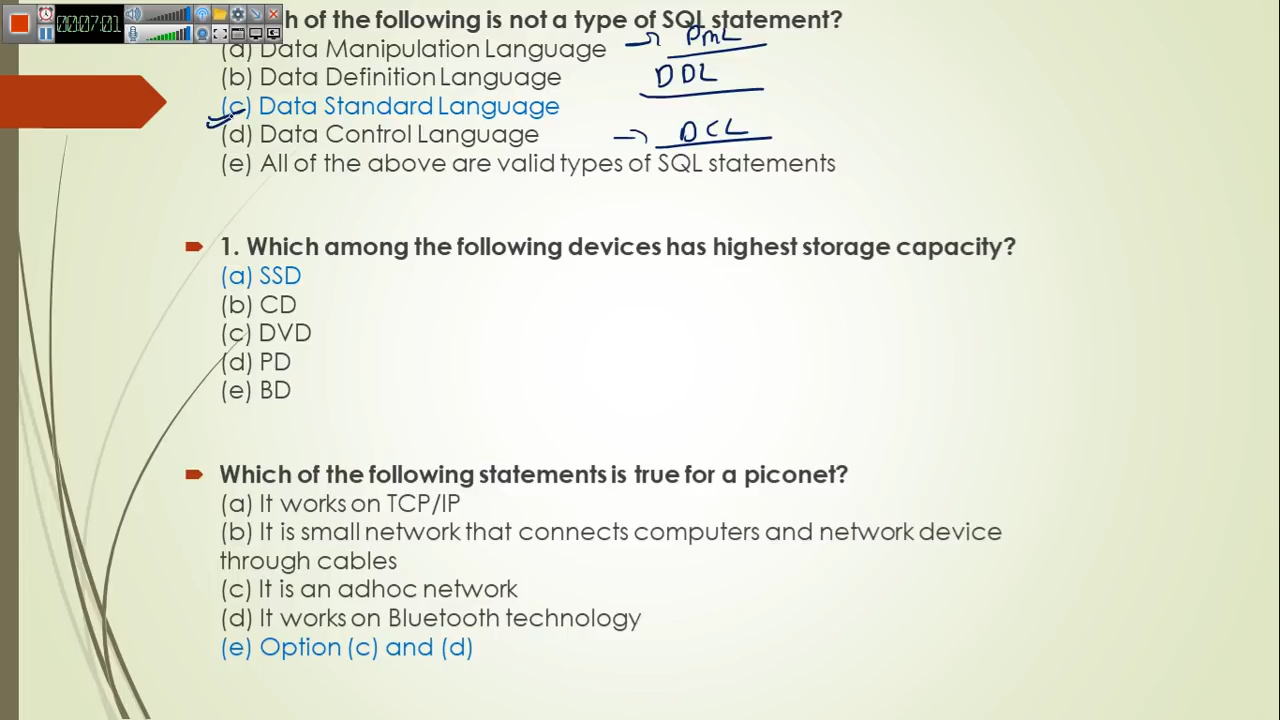 00:07:01
h of the following is not a type of SQL statement?
(a) Data Manipulation Language DML
(b) Data Definition Language DDL
(c) Data Standard Language
(d) Data Control Language DCL
(e) All of the above are valid types of SQL statements
1. Which among the following devices has highest storage capacity?
(a) SSD
(b) CD
(c) DVD
(d) PD
(e) BD
Which of the following statements is true for a piconet?
(a) It works on TCP/IP
(b) It is small network that connects computers and network device
through cables
(c) It is an adhoc network
(d) It works on Bluetooth technology
(e) Option (c) and (d)